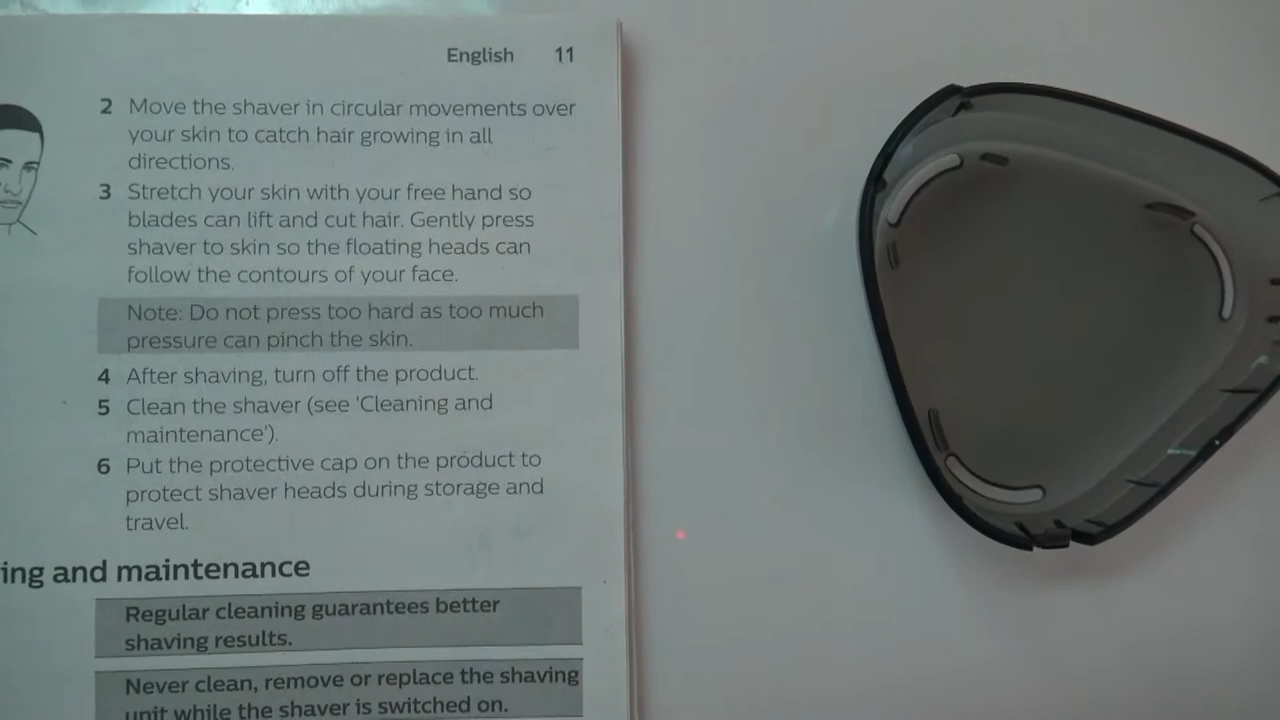 English 11
2 Move the shaver in circular movements over
your skin to catch hair growing in all
directions.
3 Stretch your skin with your free hand so
blades can lift and cut hair. Gently press
shaver to skin so the floating heads can
follow the contours of your face.
Note: Do not press too hard as too much
pressure can pinch the skin.
4 After shaving, turn off the product.
5 Clean the shaver (see 'Cleaning and
maintenance').
6 Put the protective cap on the product to
protect shaver heads during storage and
travel.
ing and maintenance
Regular cleaning guarantees better
shaving results.
Never clean, remove or replace the shaving
unit while the shaver is switched on.